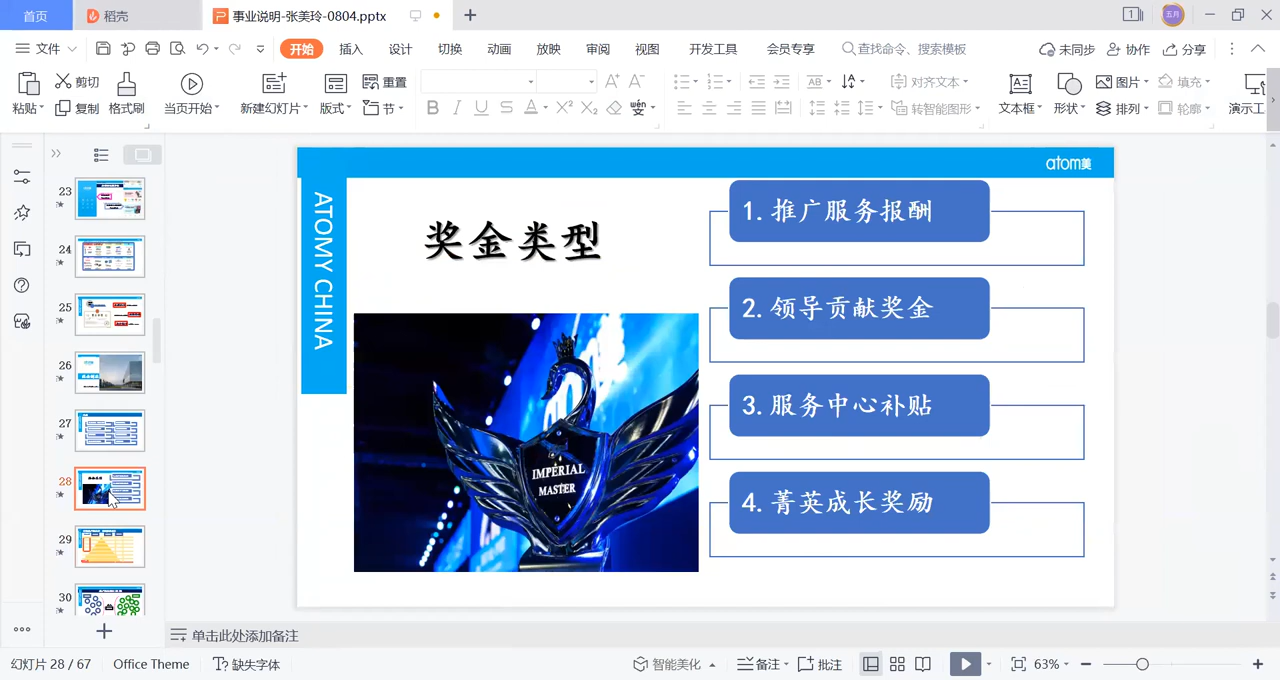 首页
稻壳
事业说明-张美玲-0804.pptx
1
五月
文件
开始
插入
设计
切换
动画
放映
审阅
视图
开发工具
会员专享
查找命令、搜索模板
未同步
协作
分享
粘贴
剪切
复制
格式刷
当页开始
新建幻灯片
版式
重置
节
B I U S A X² X₂
对齐文本
转智能图形
文本框
形状
图片
排列
填充
轮廓
演示工
23
24
25
26
27
28
29
30
atom美
ATOMY CHINA
奖金类型
IMPERIAL
MASTER
1. 推广服务报酬
2. 领导贡献奖金
3. 服务中心补贴
4. 菁英成长奖励
单击此处添加备注
幻灯片 28 / 67
Office Theme
缺失字体
智能美化
备注
批注
63%